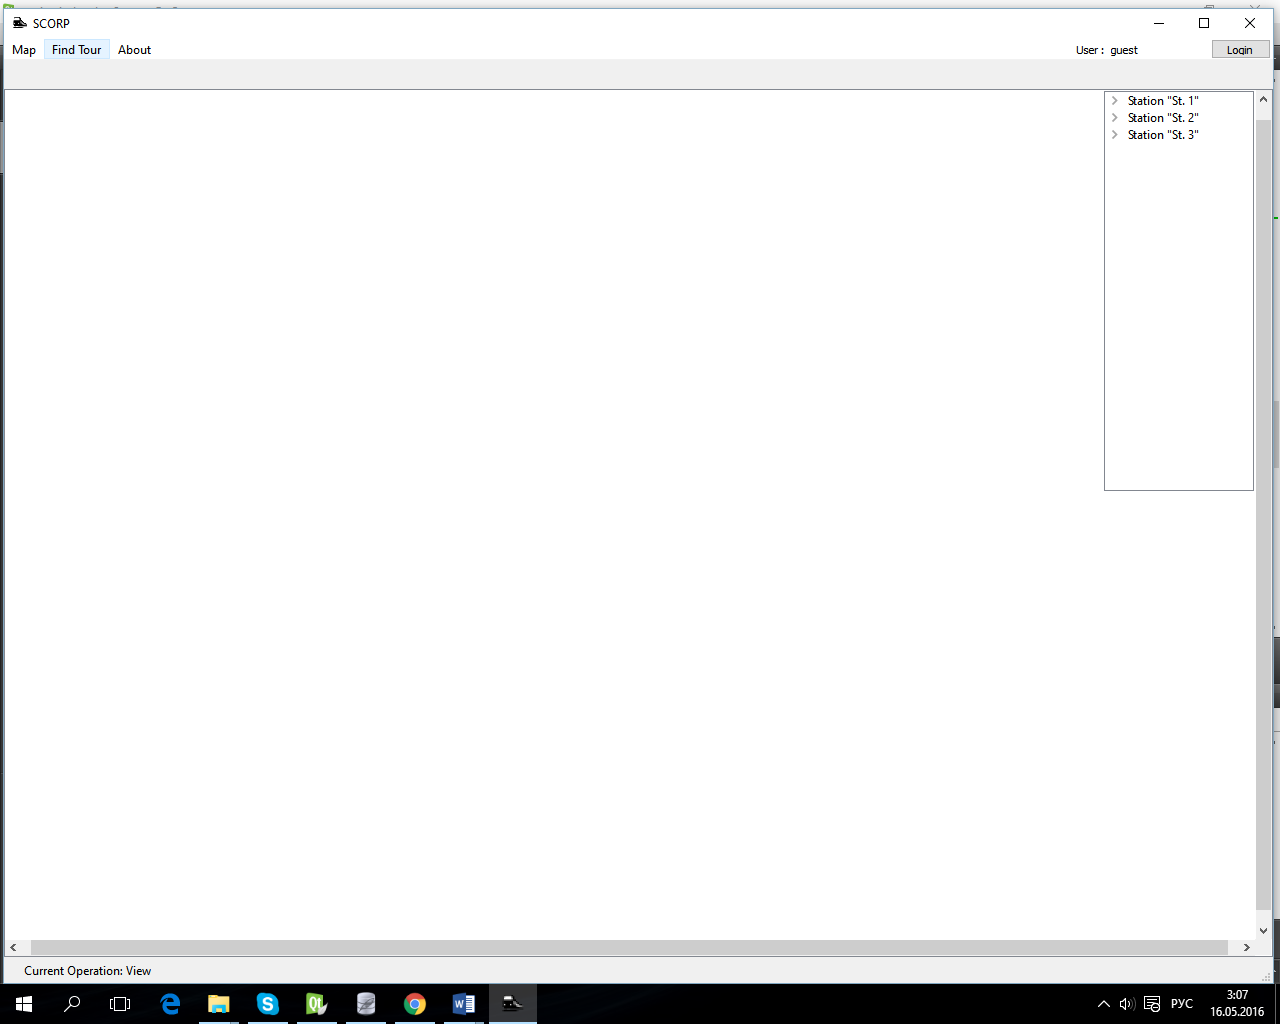 SCORP
Map Find Tour About User : guest Login
Station "St. 1"
Station "St. 2"
Station "St. 3"
Current Operation: View
РУС
3:07
16.05.2016